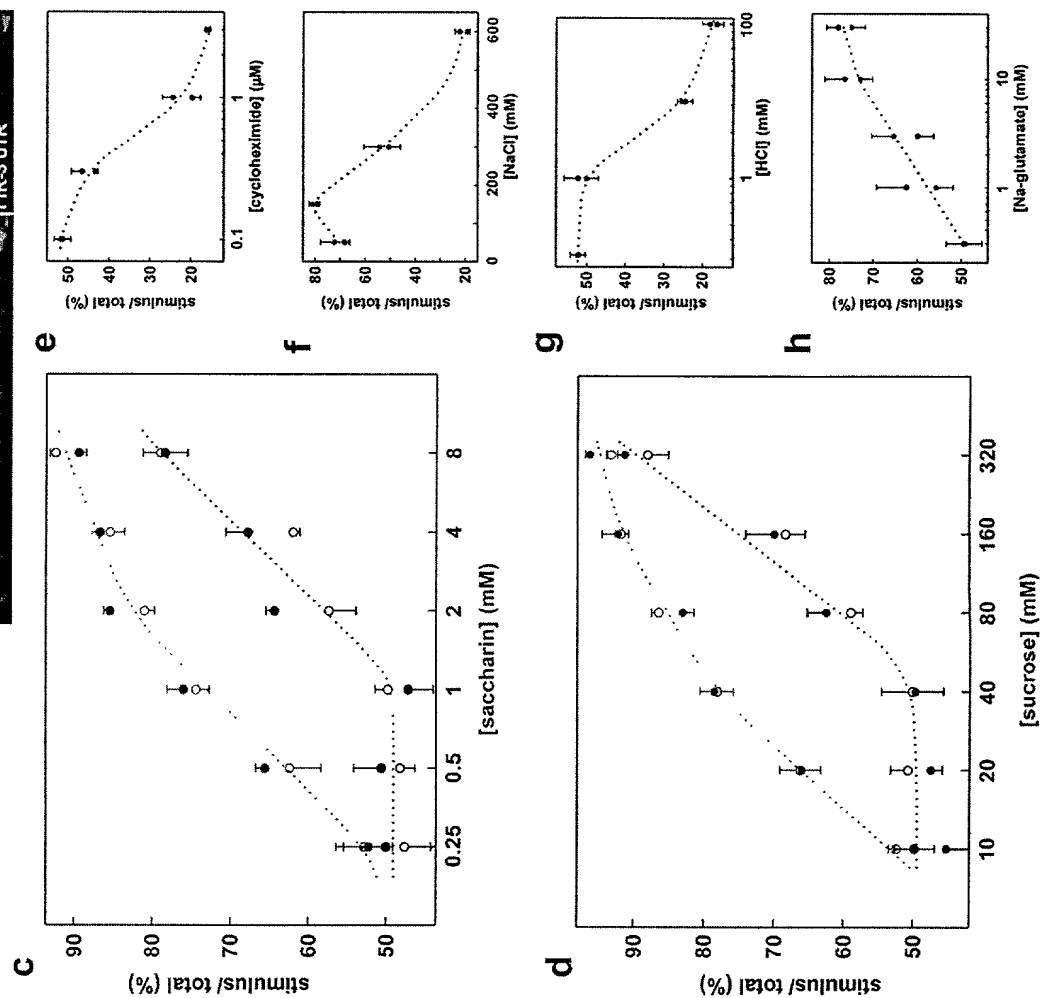 c
stimulus/ total (%)
90
80
70
60
50
0.25
0.5
1
2
4
8
[saccharin] (mM)
d
stimulus/ total (%)
90
80
70
60
50
10
20
40
80
160
320
[sucrose] (mM)
e
stimulus/ total (%)
50
40
30
20
0.1
1
[cycloheximide] (μM)
f
stimulus/ total (%)
80
60
40
20
0
200
400
600
[NaCl] (mM)
g
stimulus/ total (%)
50
40
30
20
1
100
[HCl] (mM)
h
stimulus/ total (%)
80
70
60
50
1
10
[Na-glutamate] (mM)